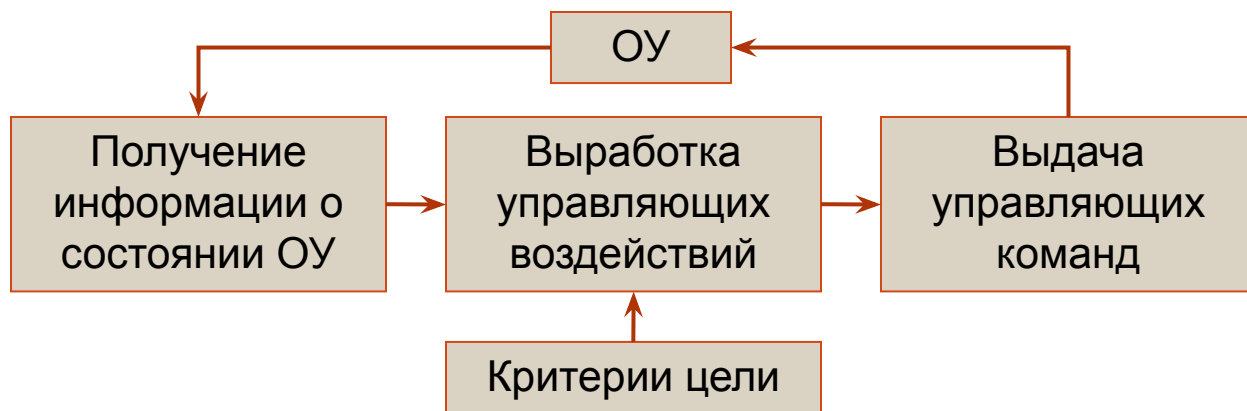 ОУ
Получение
информации о
состоянии ОУ
Выработка
управляющих
воздействий
Выдача
управляющих
команд
Критерии цели